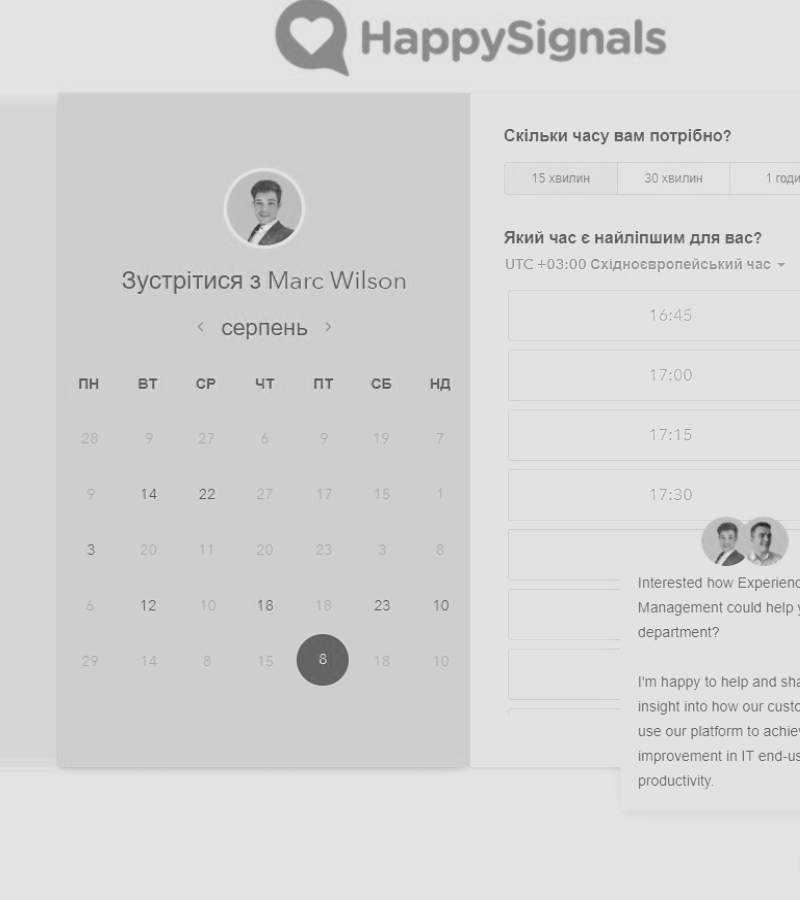 HappySignals
Зустрітися з Marc Wilson
серпень
ПН ВТ СР ЧТ ПТ СБ НД
28 9 27 6 9 19 7
9 14 22 27 17 15 1
3 20 11 20 23 3 8
6 12 10 18 18 23 10
29 14 8 15 8 18 10
Скільки часу вам потрібно?
15 хвилин 30 хвилин 1 годи
Який час є найліпшим для вас?
UTC +03:00 Східноєвропейський час
16:45
17:00
17:15
17:30
Interested how Experienc
Management could help y
department?
I'm happy to help and sha
insight into how our custo
use our platform to achiev
improvement in IT end-us
productivity.